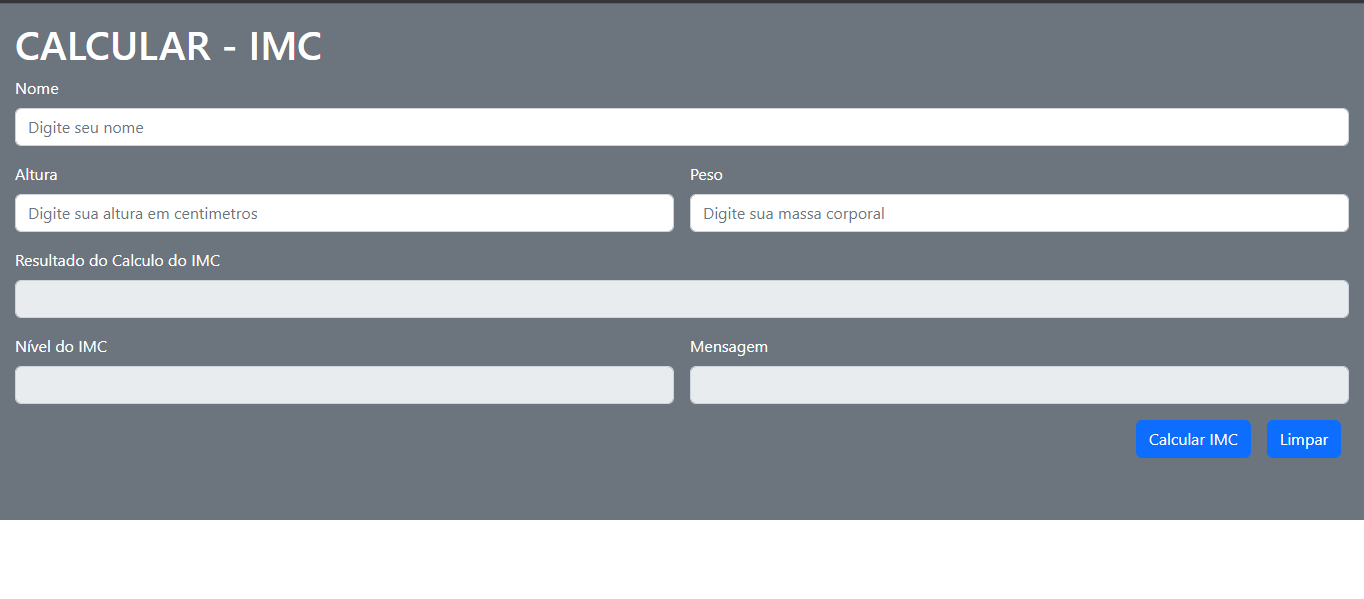 CALCULAR - IMC
Nome
Digite seu nome
Altura
Peso
Digite sua altura em centimetros
Digite sua massa corporal
Resultado do Calculo do IMC
Nível do IMC
Mensagem
Calcular IMC
Limpar